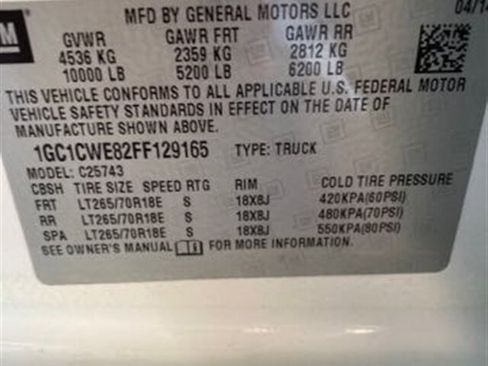 GM MFD BY GENERAL MOTORS LLC 04/14
GVWR GAWR FRT GAWR RR
4536 KG 2359 KG 2812 KG
10000 LB 5200 LB 6200 LB
THIS VEHICLE CONFORMS TO ALL APPLICABLE U.S. FEDERAL MOTOR
VEHICLE SAFETY STANDARDS IN EFFECT ON THE DATE OF
MANUFACTURE SHOWN ABOVE.
1GC1CWE82FF129165 TYPE: TRUCK
MODEL: C25743
CBSH TIRE SIZE SPEED RTG RIM COLD TIRE PRESSURE
FRT LT265/70R18E S 18X8J 420KPA(60PSI)
RR LT265/70R18E S 18X8J 480KPA(70PSI)
SPA LT265/70R18E S 18X8J 550KPA(80PSI)
SEE OWNER'S MANUAL FOR MORE INFORMATION